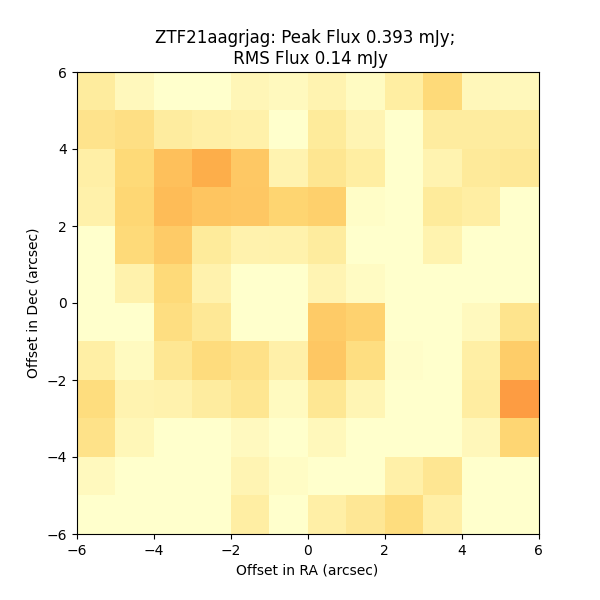 ZTF21aagrjag: Peak Flux 0.393 mJy;
RMS Flux 0.14 mJy
6
4
2
0
−2
−4
−6
Offset in Dec (arcsec)
−6 −4 −2 0 2 4 6
Offset in RA (arcsec)